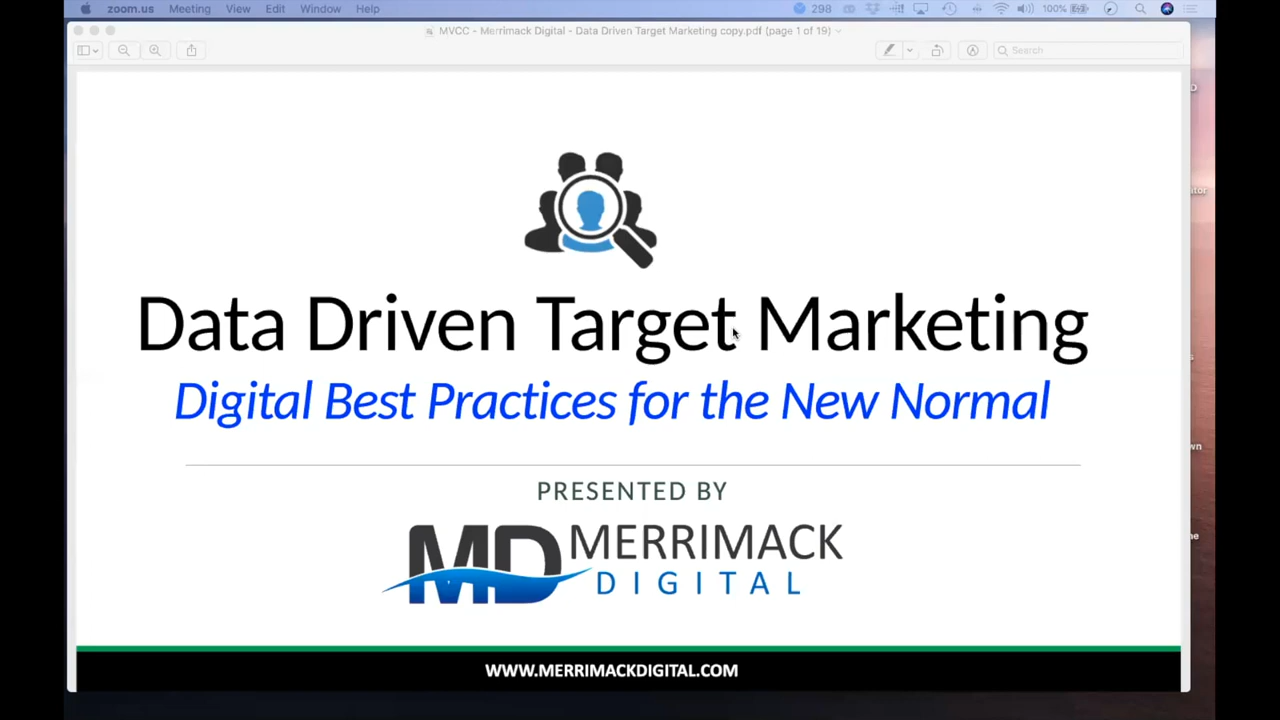 zoom.us Meeting View Edit Window Help 298 100%
MVCC - Merrimack Digital - Data Driven Target Marketing copy.pdf (page 1 of 19)
Search
Data Driven Target Marketing
Digital Best Practices for the New Normal
PRESENTED BY
MD MERRIMACK
DIGITAL
WWW.MERRIMACKDIGITAL.COM